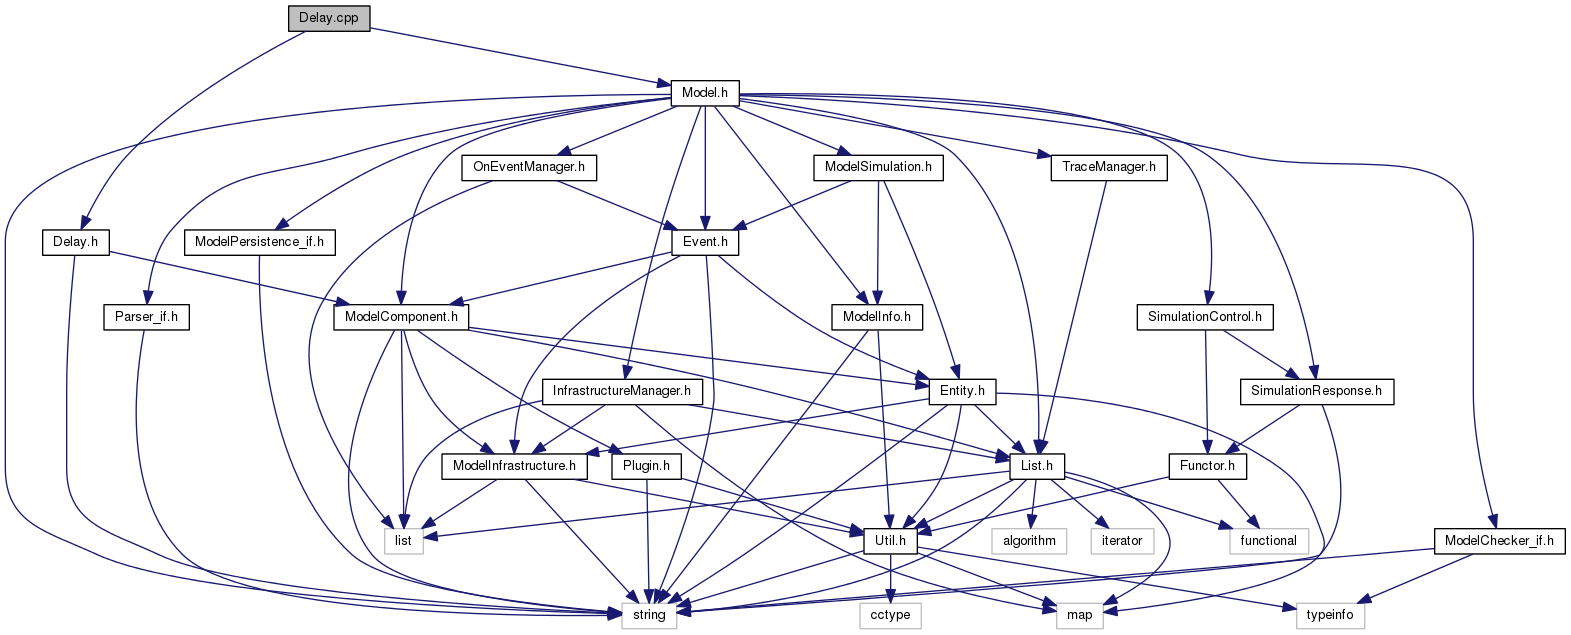 Delay.cpp
Model.h
OnEventManager.h
ModelSimulation.h
TraceManager.h
Delay.h
ModelPersistence_if.h
Event.h
Parser_if.h
ModelComponent.h
ModelInfo.h
SimulationControl.h
InfrastructureManager.h
Entity.h
SimulationResponse.h
ModelInfrastructure.h
Plugin.h
List.h
Functor.h
list
Util.h
algorithm
iterator
functional
ModelChecker_if.h
string
cctype
map
typeinfo